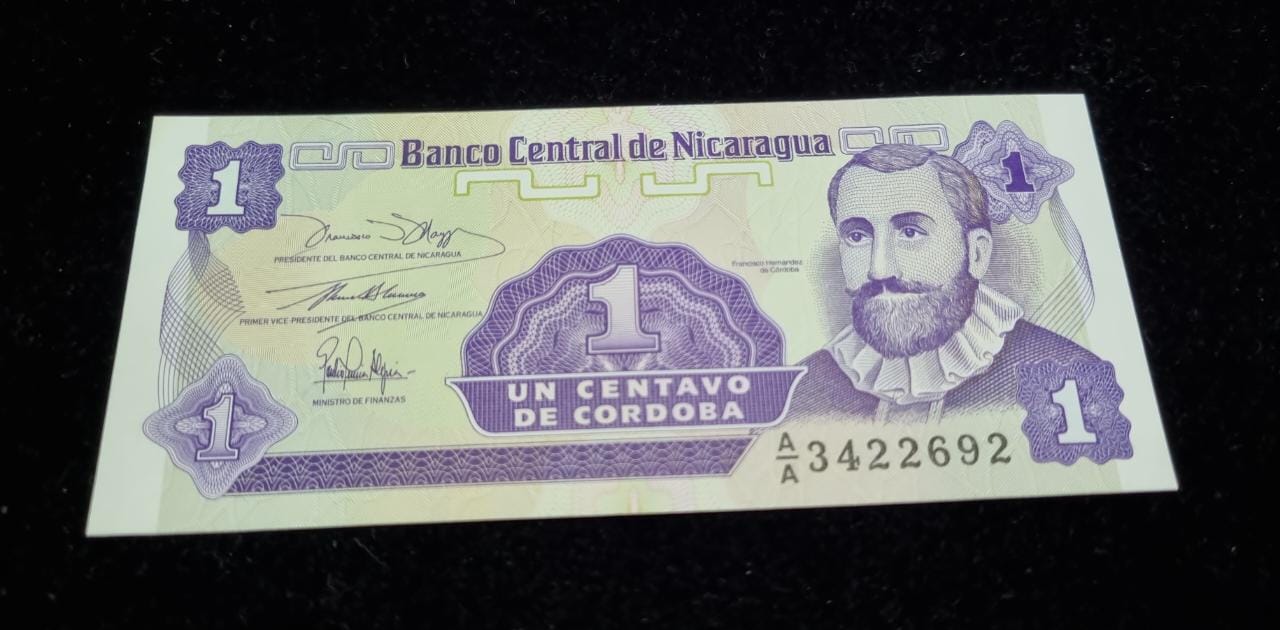 Banco Central de Nicaragua
1
1
PRESIDENTE DEL BANCO CENTRAL DE NICARAGUA
Francisco Hernández
de Córdoba
1
PRIMER VICE-PRESIDENTE DEL BANCO CENTRAL DE NICARAGUA
MINISTRO DE FINANZAS
UN CENTAVO
DE CORDOBA
1
1
A/A 3422692